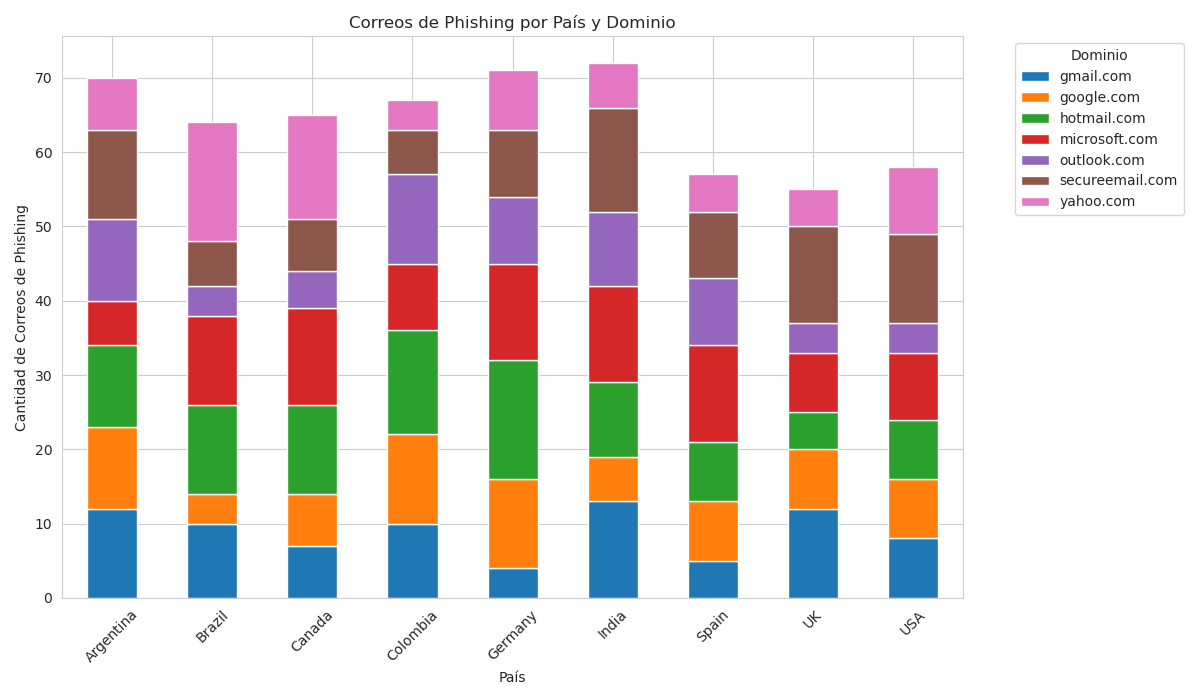 Correos de Phishing por País y Dominio
Cantidad de Correos de Phishing
70
60
50
40
30
20
10
0
Argentina
Brazil
Canada
Colombia
Germany
India
Spain
UK
USA
País
Dominio
gmail.com
google.com
hotmail.com
microsoft.com
outlook.com
secureemail.com
yahoo.com